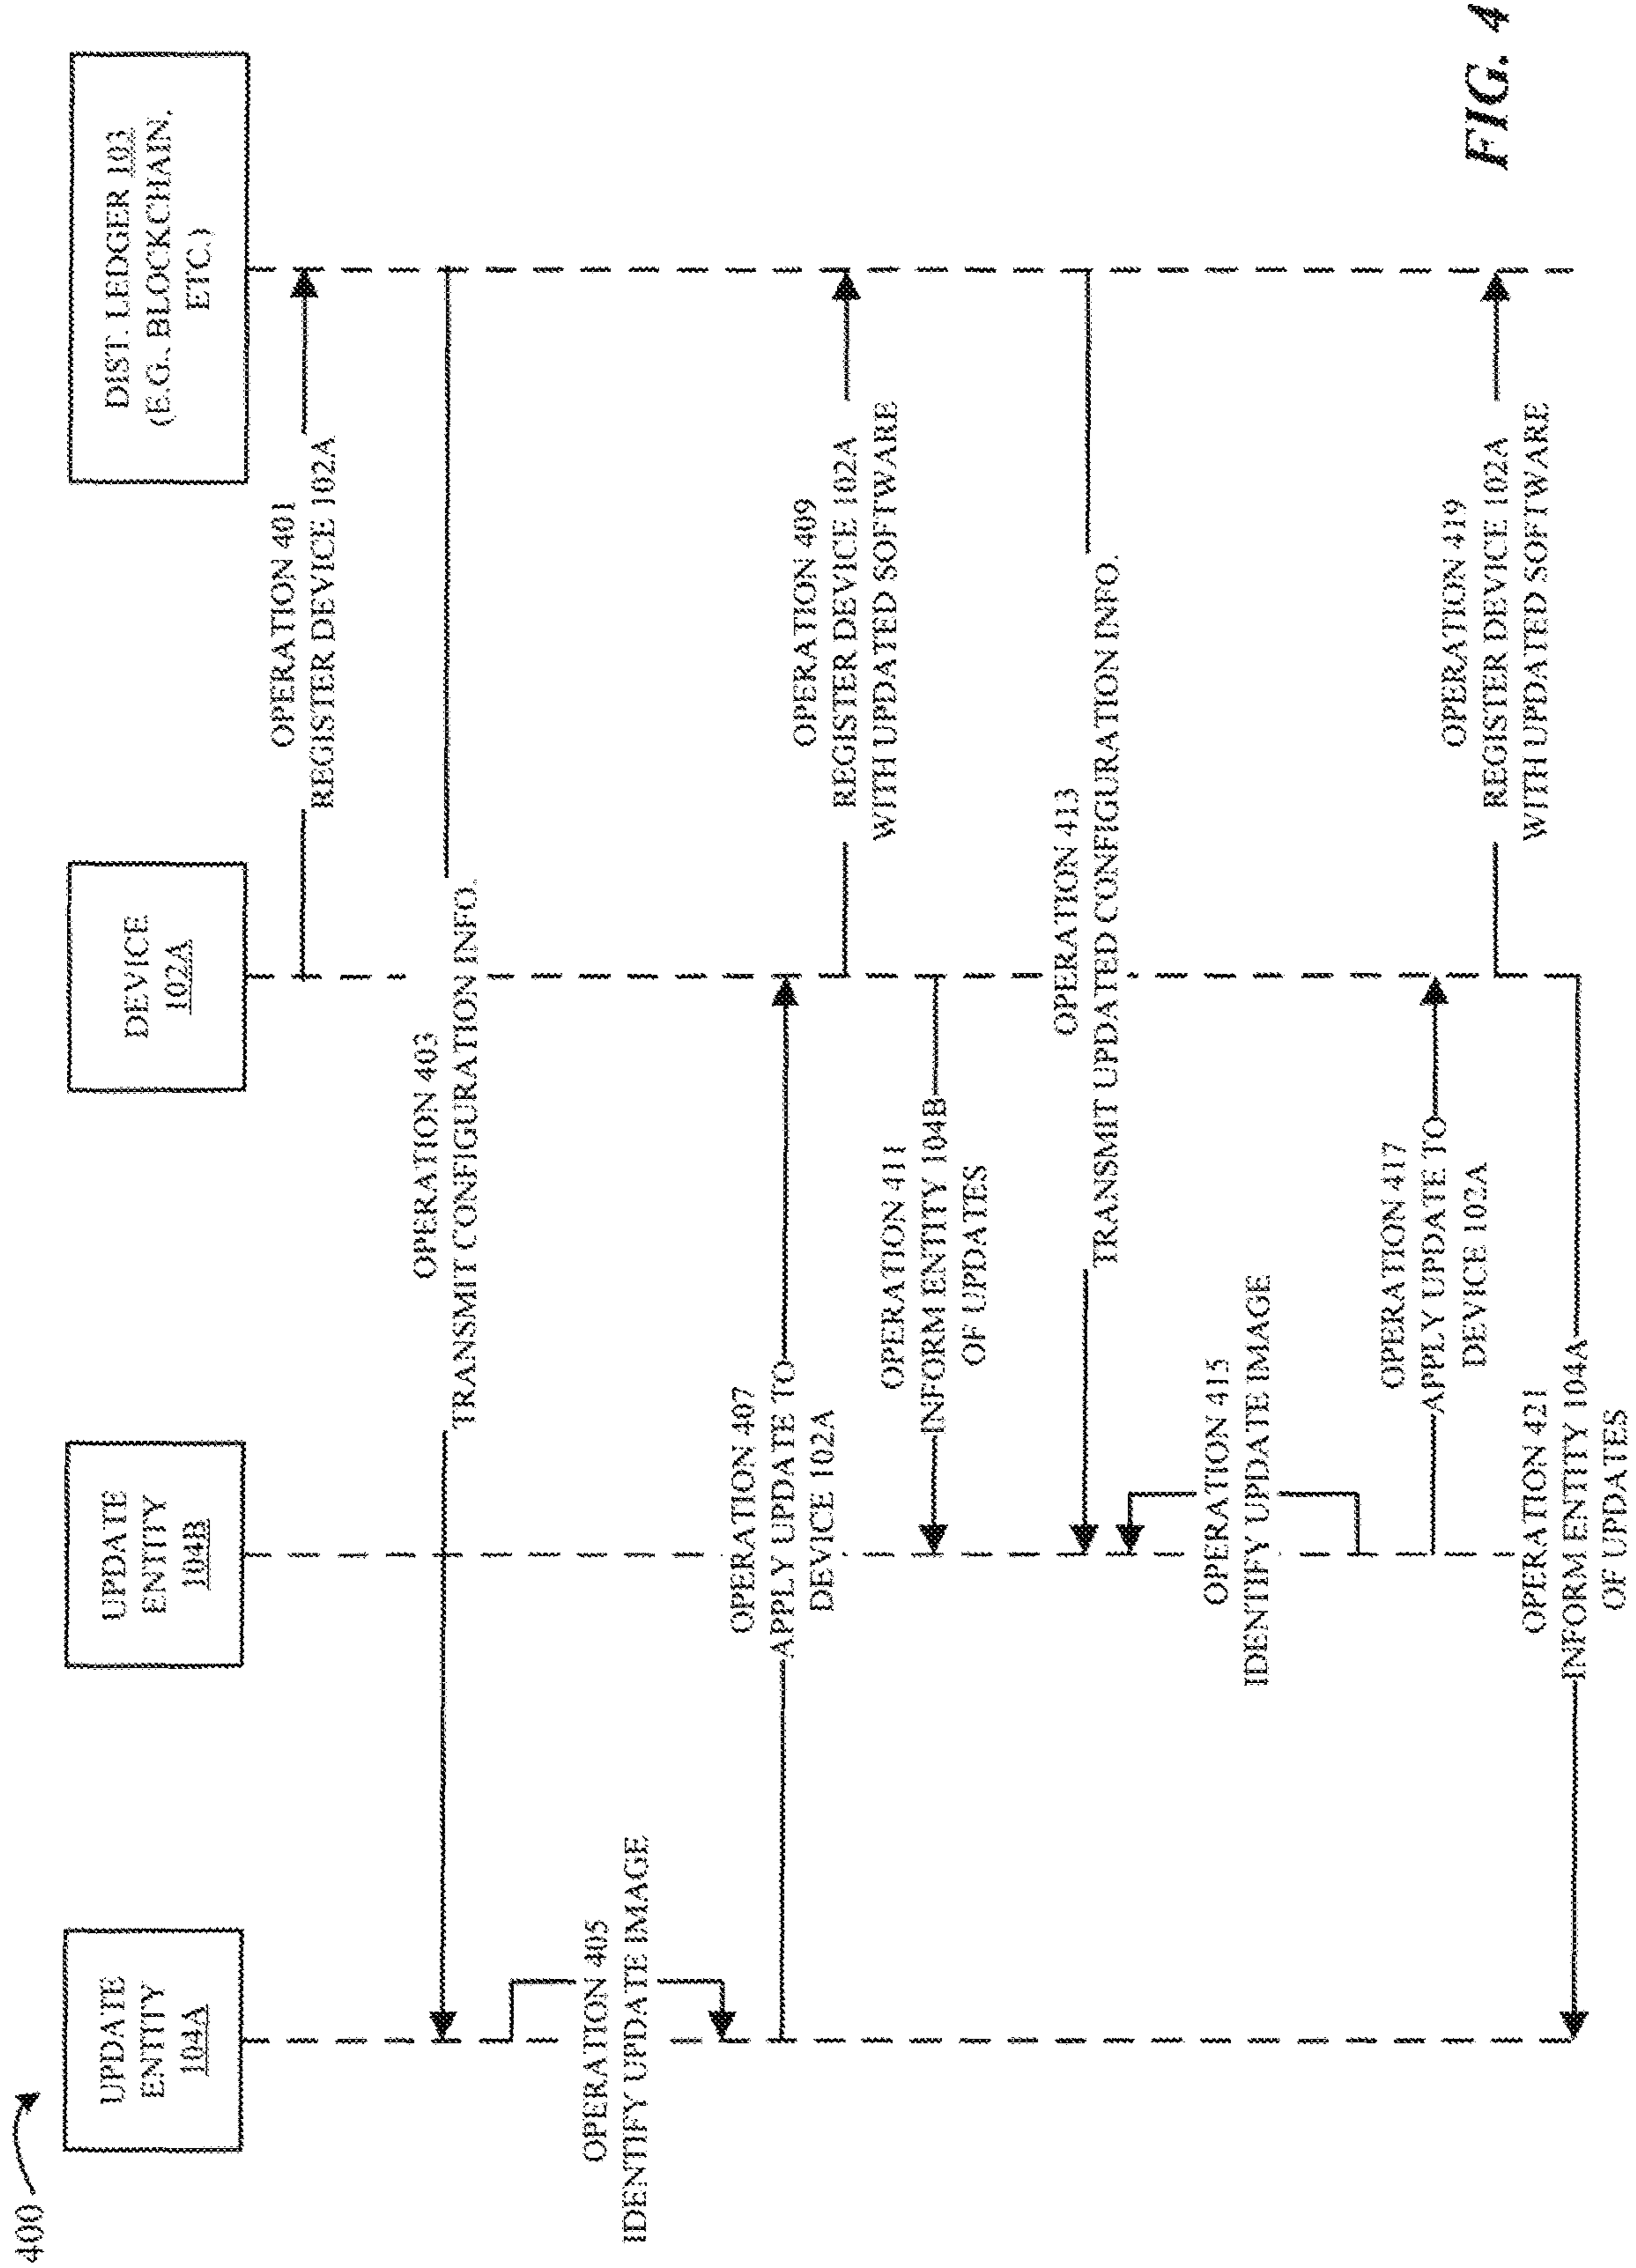 400
UPDATE
ENTITY
104A
UPDATE
ENTITY
104B
DEVICE
102A
DIST. LEDGER 103
(E.G., BLOCKCHAIN,
ETC.)
OPERATION 401
REGISTER DEVICE 102A
OPERATION 403
TRANSMIT CONFIGURATION INFO.
OPERATION 405
IDENTIFY UPDATE IMAGE
OPERATION 407
APPLY UPDATE TO
DEVICE 102A
OPERATION 409
REGISTER DEVICE 102A
WITH UPDATED SOFTWARE
OPERATION 411
INFORM ENTITY 104B
OF UPDATES
OPERATION 413
TRANSMIT UPDATED CONFIGURATION INFO.
OPERATION 415
IDENTIFY UPDATE IMAGE
OPERATION 417
APPLY UPDATE TO
DEVICE 102A
OPERATION 419
REGISTER DEVICE 102A
WITH UPDATED SOFTWARE
OPERATION 421
INFORM ENTITY 104A
OF UPDATES
FIG. 4